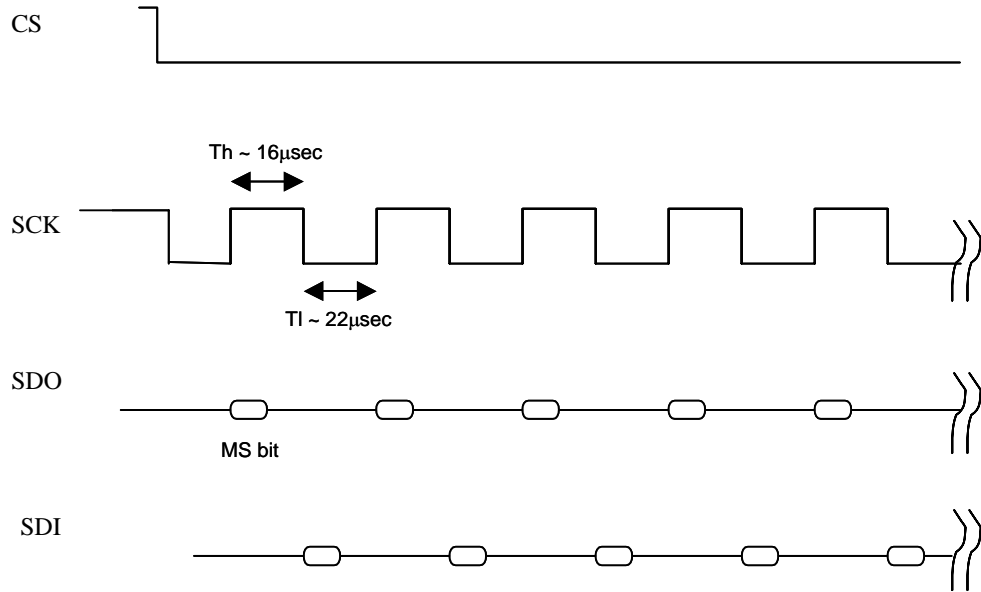 CS
Th ~ 16μsec
SCK
Tl ~ 22μsec
SDO
MS bit
SDI